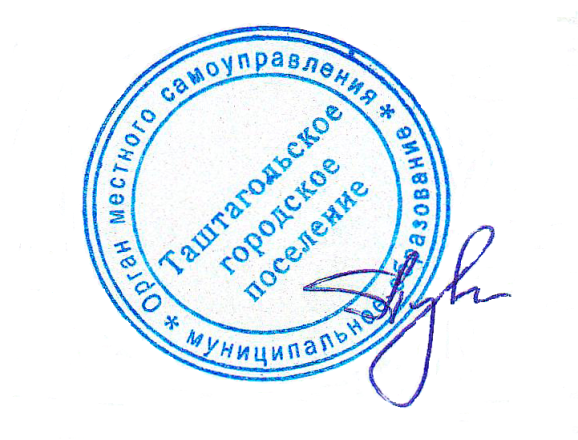 Орган местного самоуправления *
муниципальное образование *
Таштагольское
городское
поселение